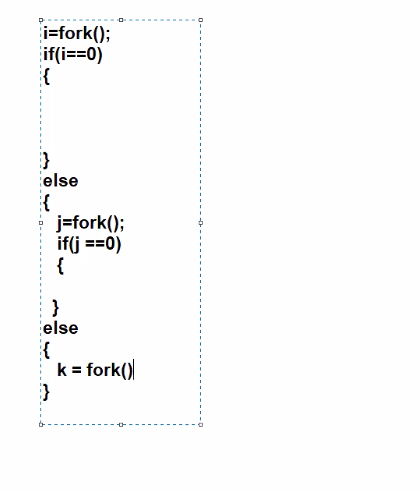 i=fork();
if(i==0)
{
}
else
{
j=fork();
if(j ==0)
{
}
else
{
k = fork()
}